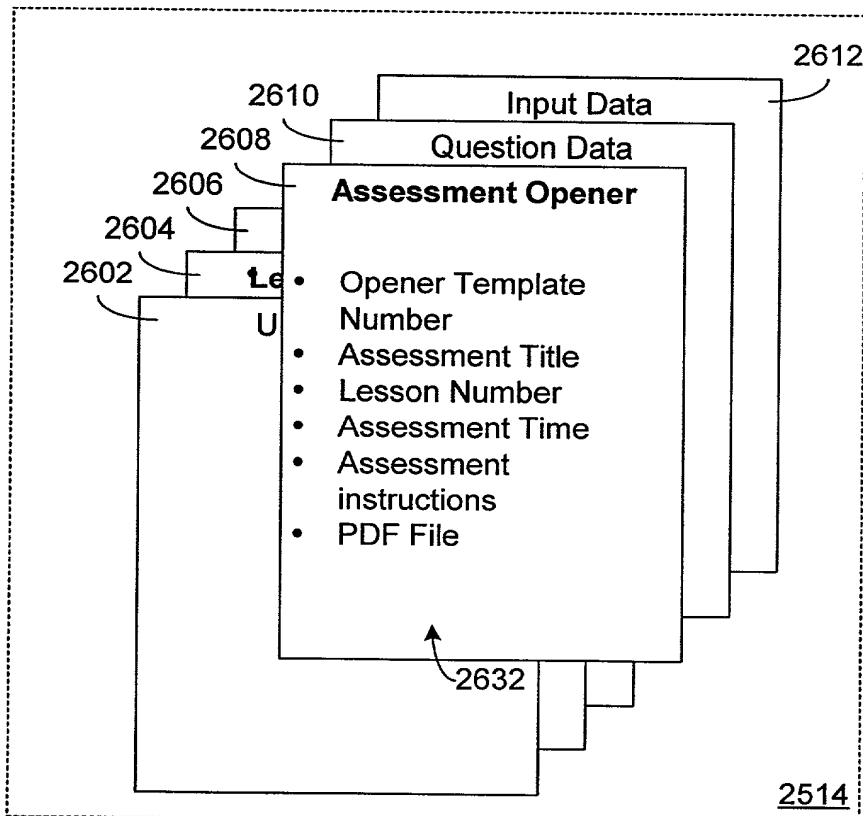 2612
Input Data
2610
Question Data
2608
Assessment Opener
2606
2604
2602
• Opener Template
Number
• Assessment Title
• Lesson Number
• Assessment Time
• Assessment
instructions
• PDF File
2632
2514